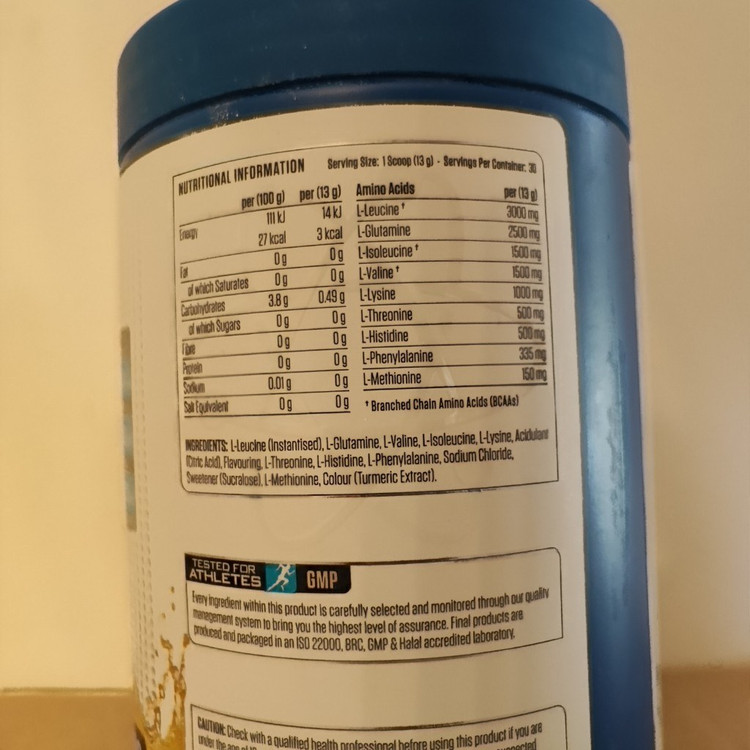 NUTRITIONAL INFORMATION Serving Size: 1 Scoop (13 g) - Servings Per Container: 30
per (100 g) per (13 g) Amino Acids per (13 g)
Energy 111 kJ 14 kJ L-Leucine † 3000 mg
27 kcal 3 kcal L-Glutamine 2500 mg
Fat 0 g 0 g L-Isoleucine † 1500 mg
of which Saturates 0 g 0 g L-Valine † 1500 mg
Carbohydrates 3.8 g 0.49 g L-Lysine 1000 mg
of which Sugars 0 g 0 g L-Threonine 500 mg
Fibre 0 g 0 g L-Histidine 500 mg
Protein 0 g 0 g L-Phenylalanine 335 mg
Sodium 0.01 g 0 g L-Methionine 150 mg
Salt Equivalent 0 g 0 g † Branched Chain Amino Acids (BCAAs)
INGREDIENTS: L-Leucine (Instantised), L-Glutamine, L-Valine, L-Isoleucine, L-Lysine, Acidulant
(Citric Acid), Flavouring, L-Threonine, L-Histidine, L-Phenylalanine, Sodium Chloride,
Sweetener (Sucralose), L-Methionine, Colour (Turmeric Extract).
TESTED FOR
ATHLETES GMP
Every ingredient within this product is carefully selected and monitored through our quality
management system to bring you the highest level of assurance. Final products are
produced and packaged in an ISO 22000, BRC, GMP & Halal accredited laboratory.
CAUTION: Check with a qualified health professional before using this product if you are
under the age of